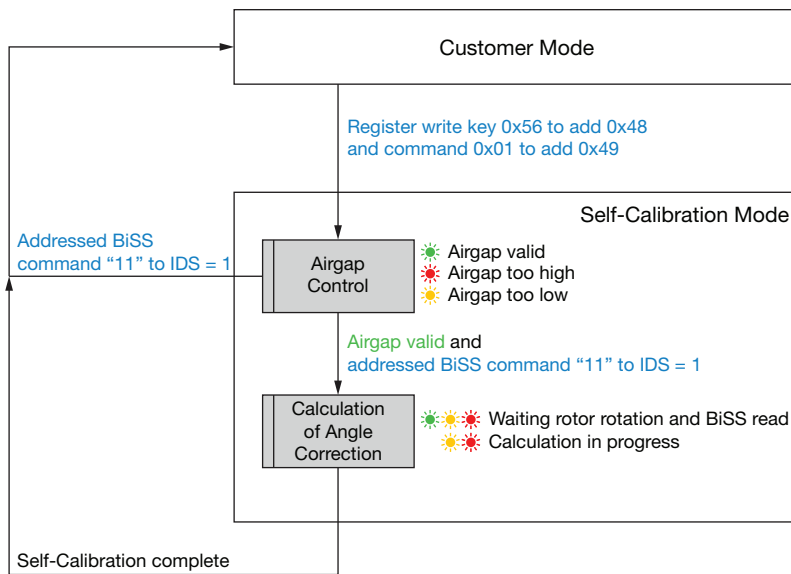 Customer Mode
Register write key 0x56 to add 0x48
and command 0x01 to add 0x49
Self-Calibration Mode
Addressed BiSS
command “11” to IDS = 1
Airgap
Control
Airgap valid
Airgap too high
Airgap too low
Airgap valid and
addressed BiSS command “11” to IDS = 1
Calculation
of Angle
Correction
Waiting rotor rotation and BiSS read
Calculation in progress
Self-Calibration complete